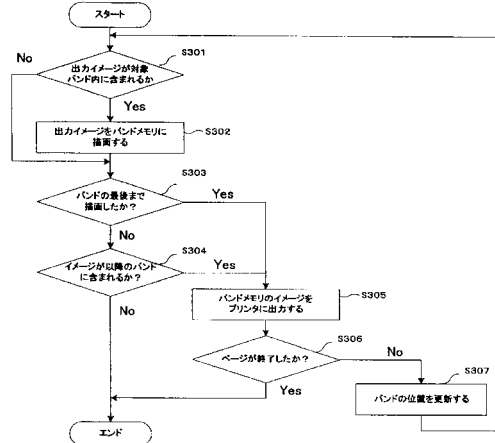 スタート
S301
No
出力イメージが対象
バンド内に含まれるか
Yes
出力イメージをバンドメモリに
描画する
S302
S303
バンドの最後まで
描画したか？
Yes
No
S304
イメージが以降のバンド
に含まれるか？
Yes
No
バンドメモリのイメージを
プリンタに出力する
S305
S306
ページが終了したか？
No
Yes
S307
バンドの位置を更新する
エンド